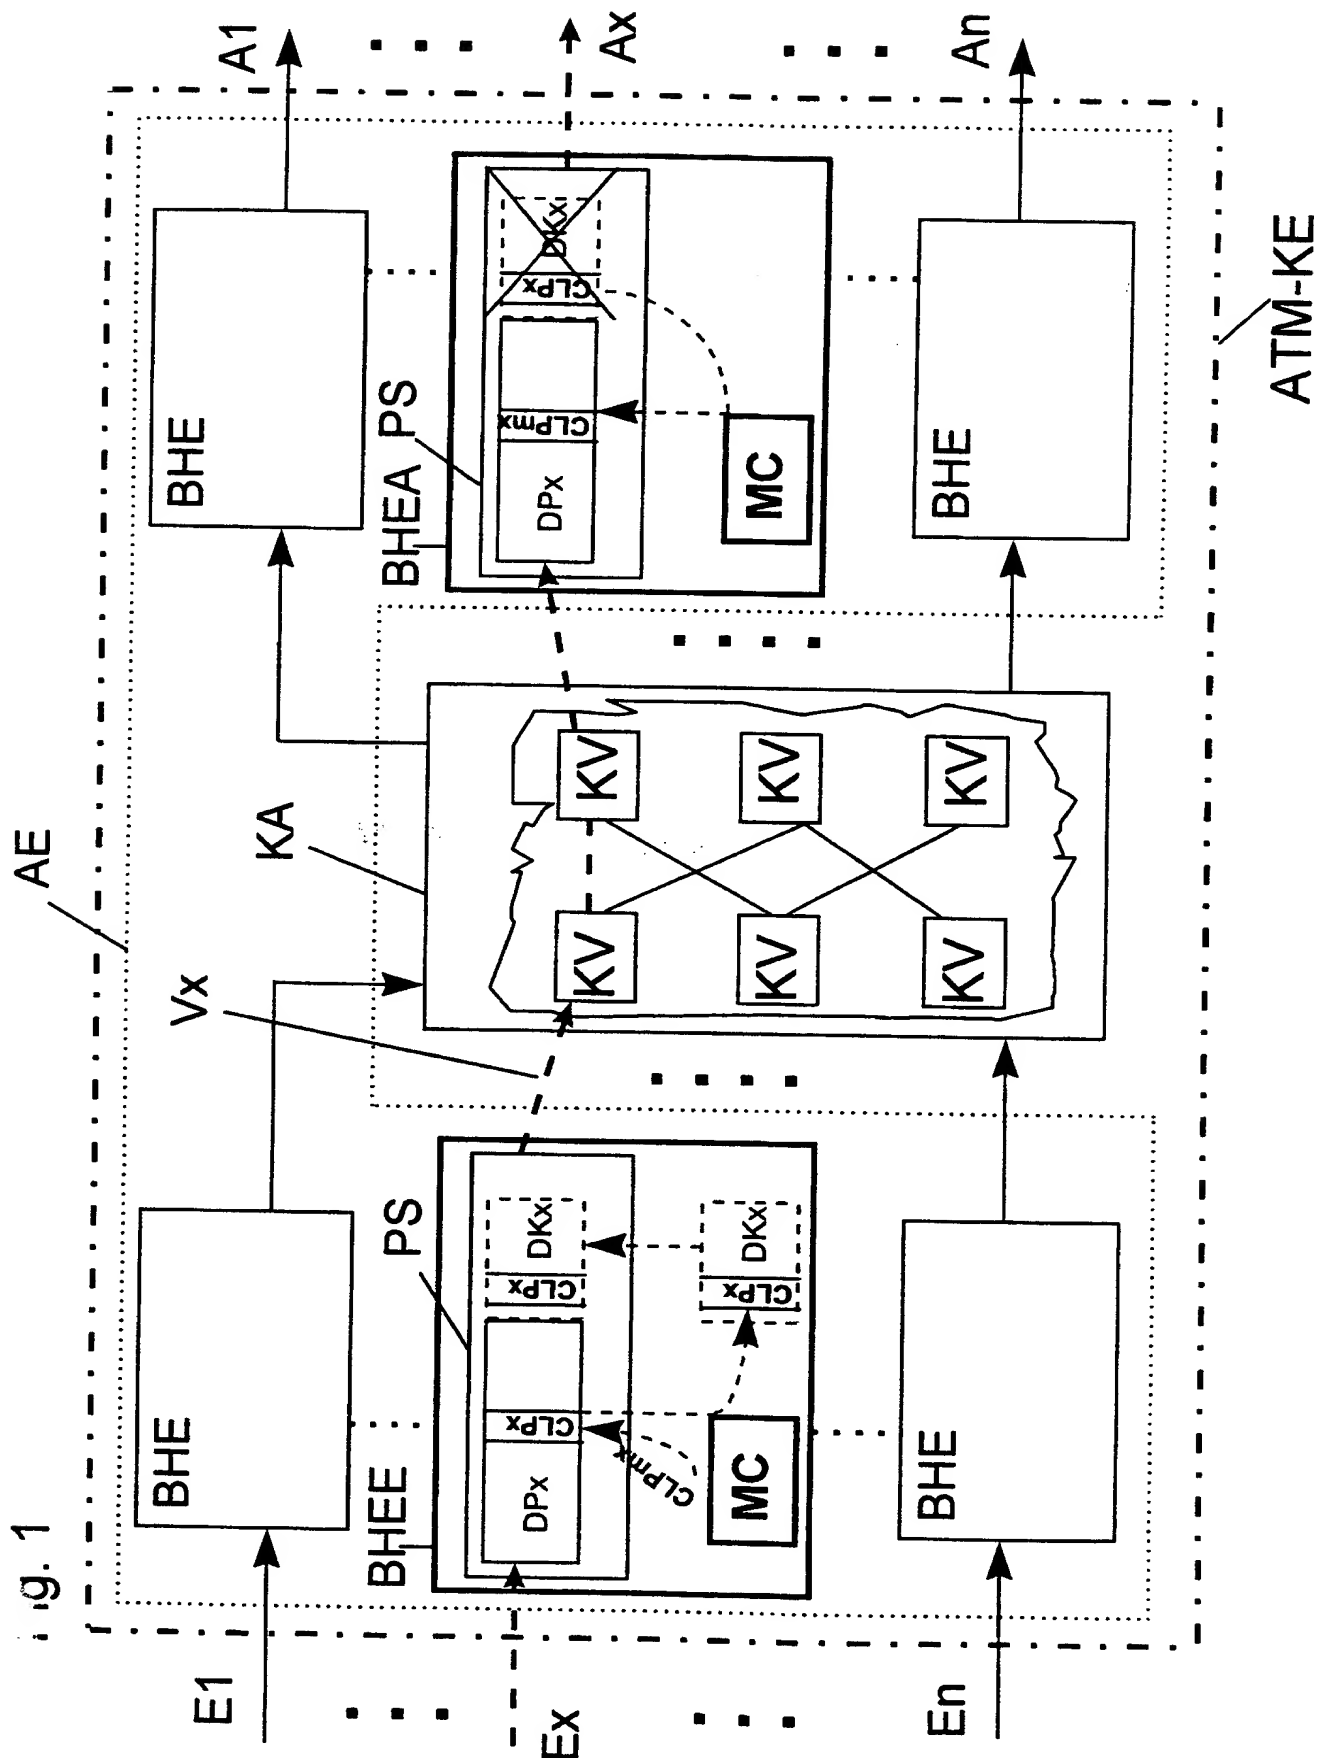 ig. 1
E1
Ex
En
BHE
BHEE
PS
DPx
CLPx
CLPx
DKx
CLPmx
MC
CLPx
DKx
BHE
Vx
AE
KA
KV
KV
KV
KV
KV
KV
BHE
BHEA
PS
DPx
CLPmx
CLPx
DKx
MC
BHE
A1
Ax
An
ATM-KE